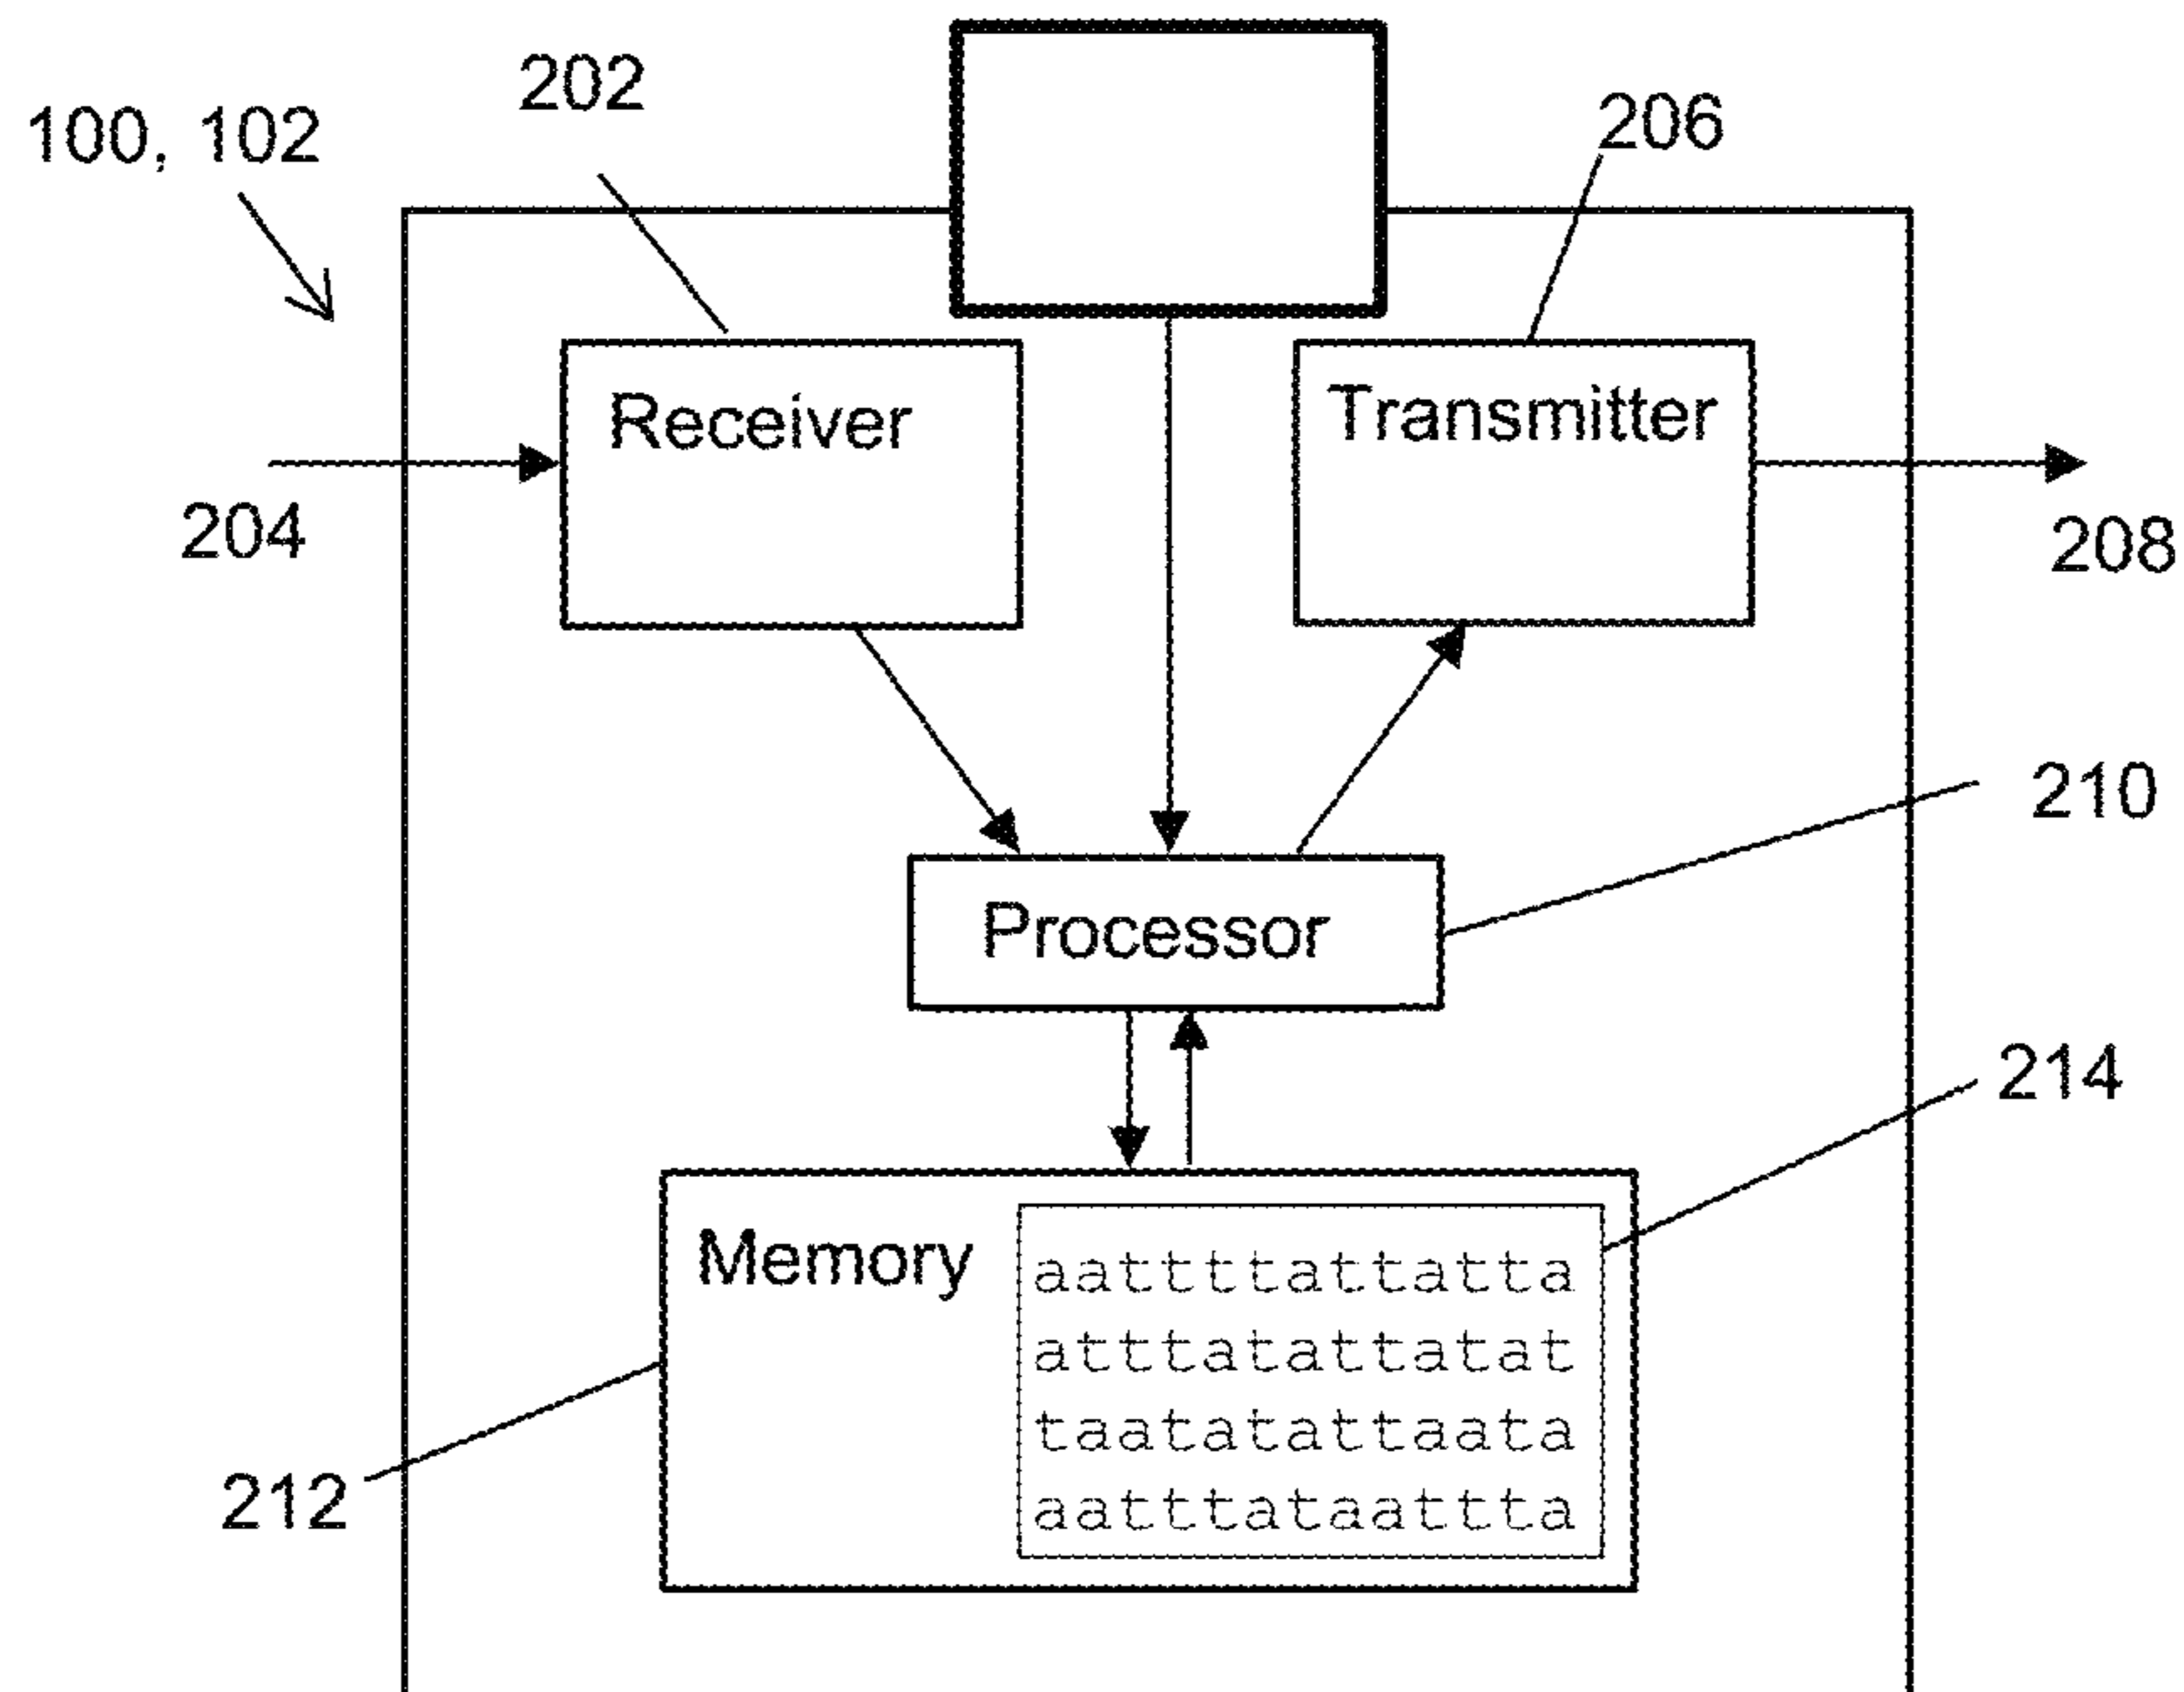 100, 102
202
206
Receiver
Transmitter
204
208
210
Processor
214
Memory
aattttattatta
atttatattatat
taatatattaata
aatttataattta
212